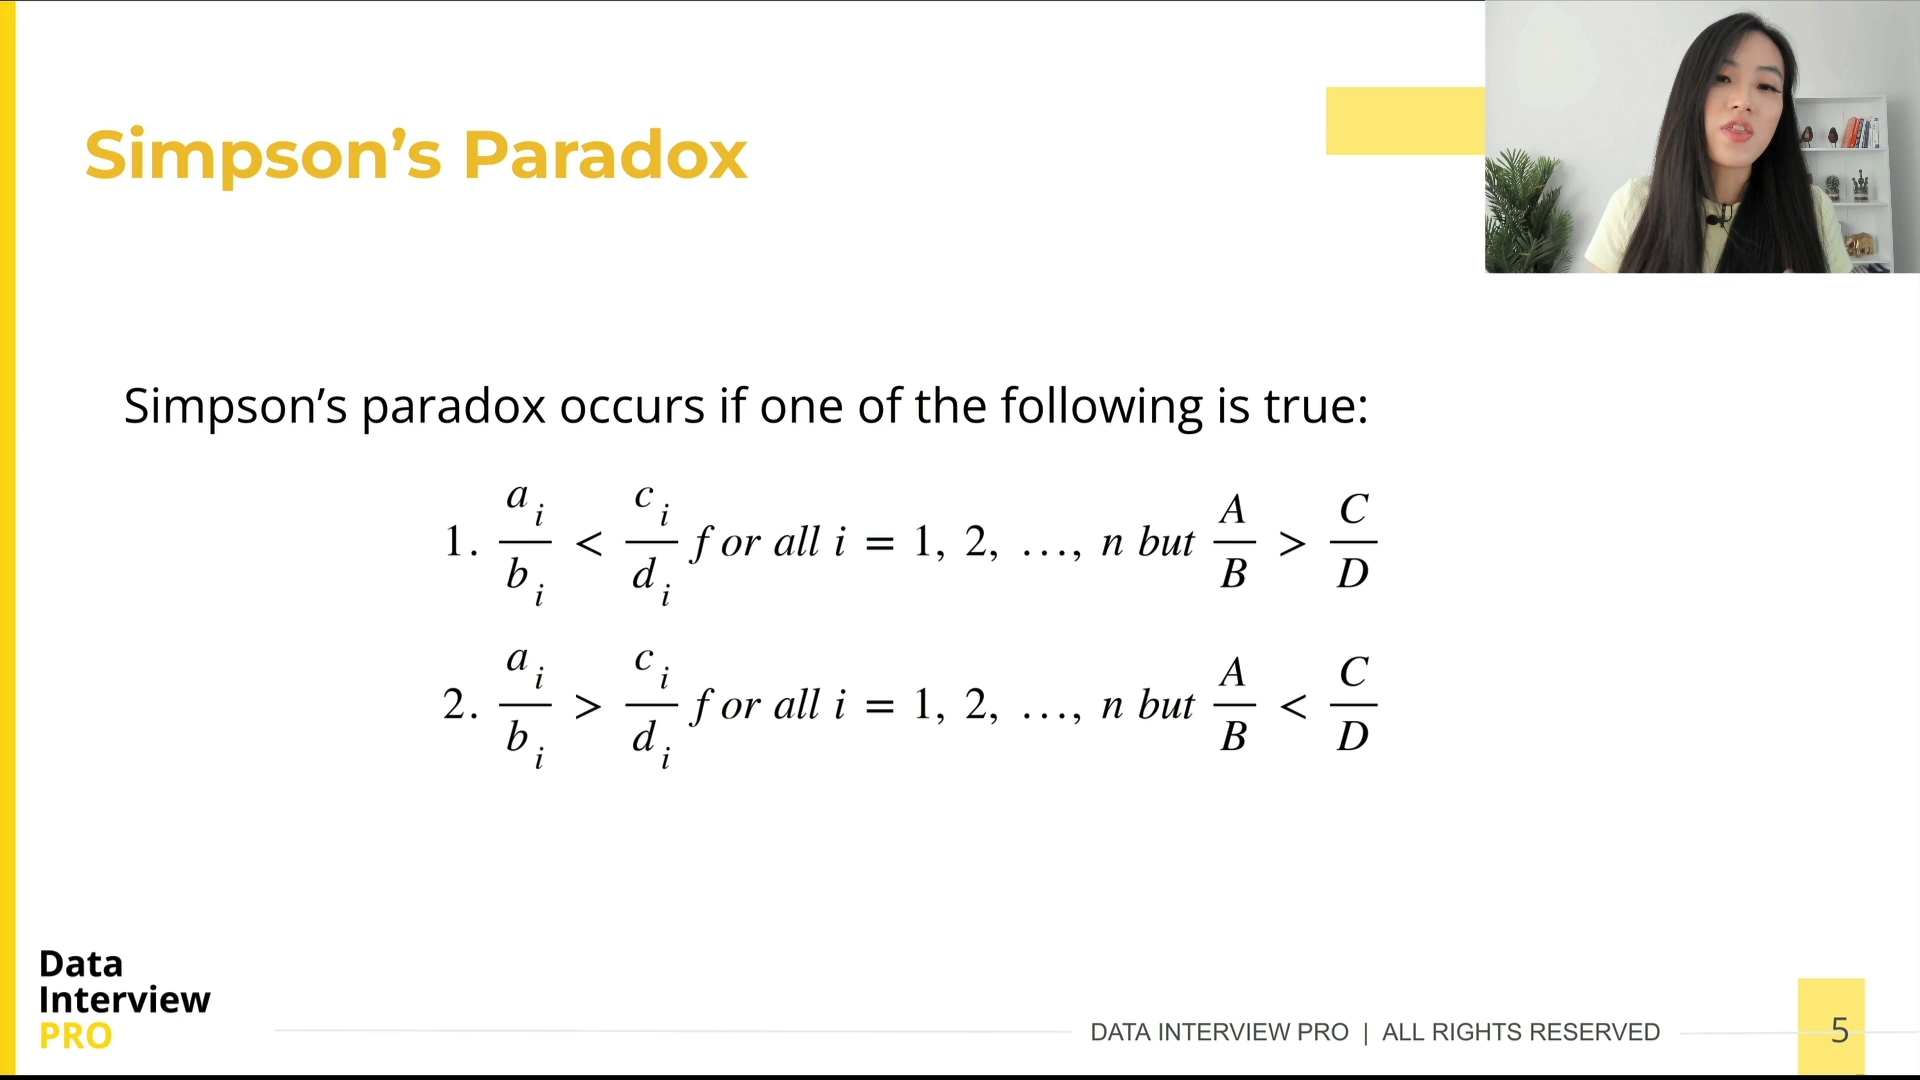 Simpson’s Paradox
Simpson’s paradox occurs if one of the following is true:
1. a_i/b_i < c_i/d_i for all i = 1, 2, ..., n but A/B > C/D
2. a_i/b_i > c_i/d_i for all i = 1, 2, ..., n but A/B < C/D
Data
Interview
PRO
DATA INTERVIEW PRO | ALL RIGHTS RESERVED
5